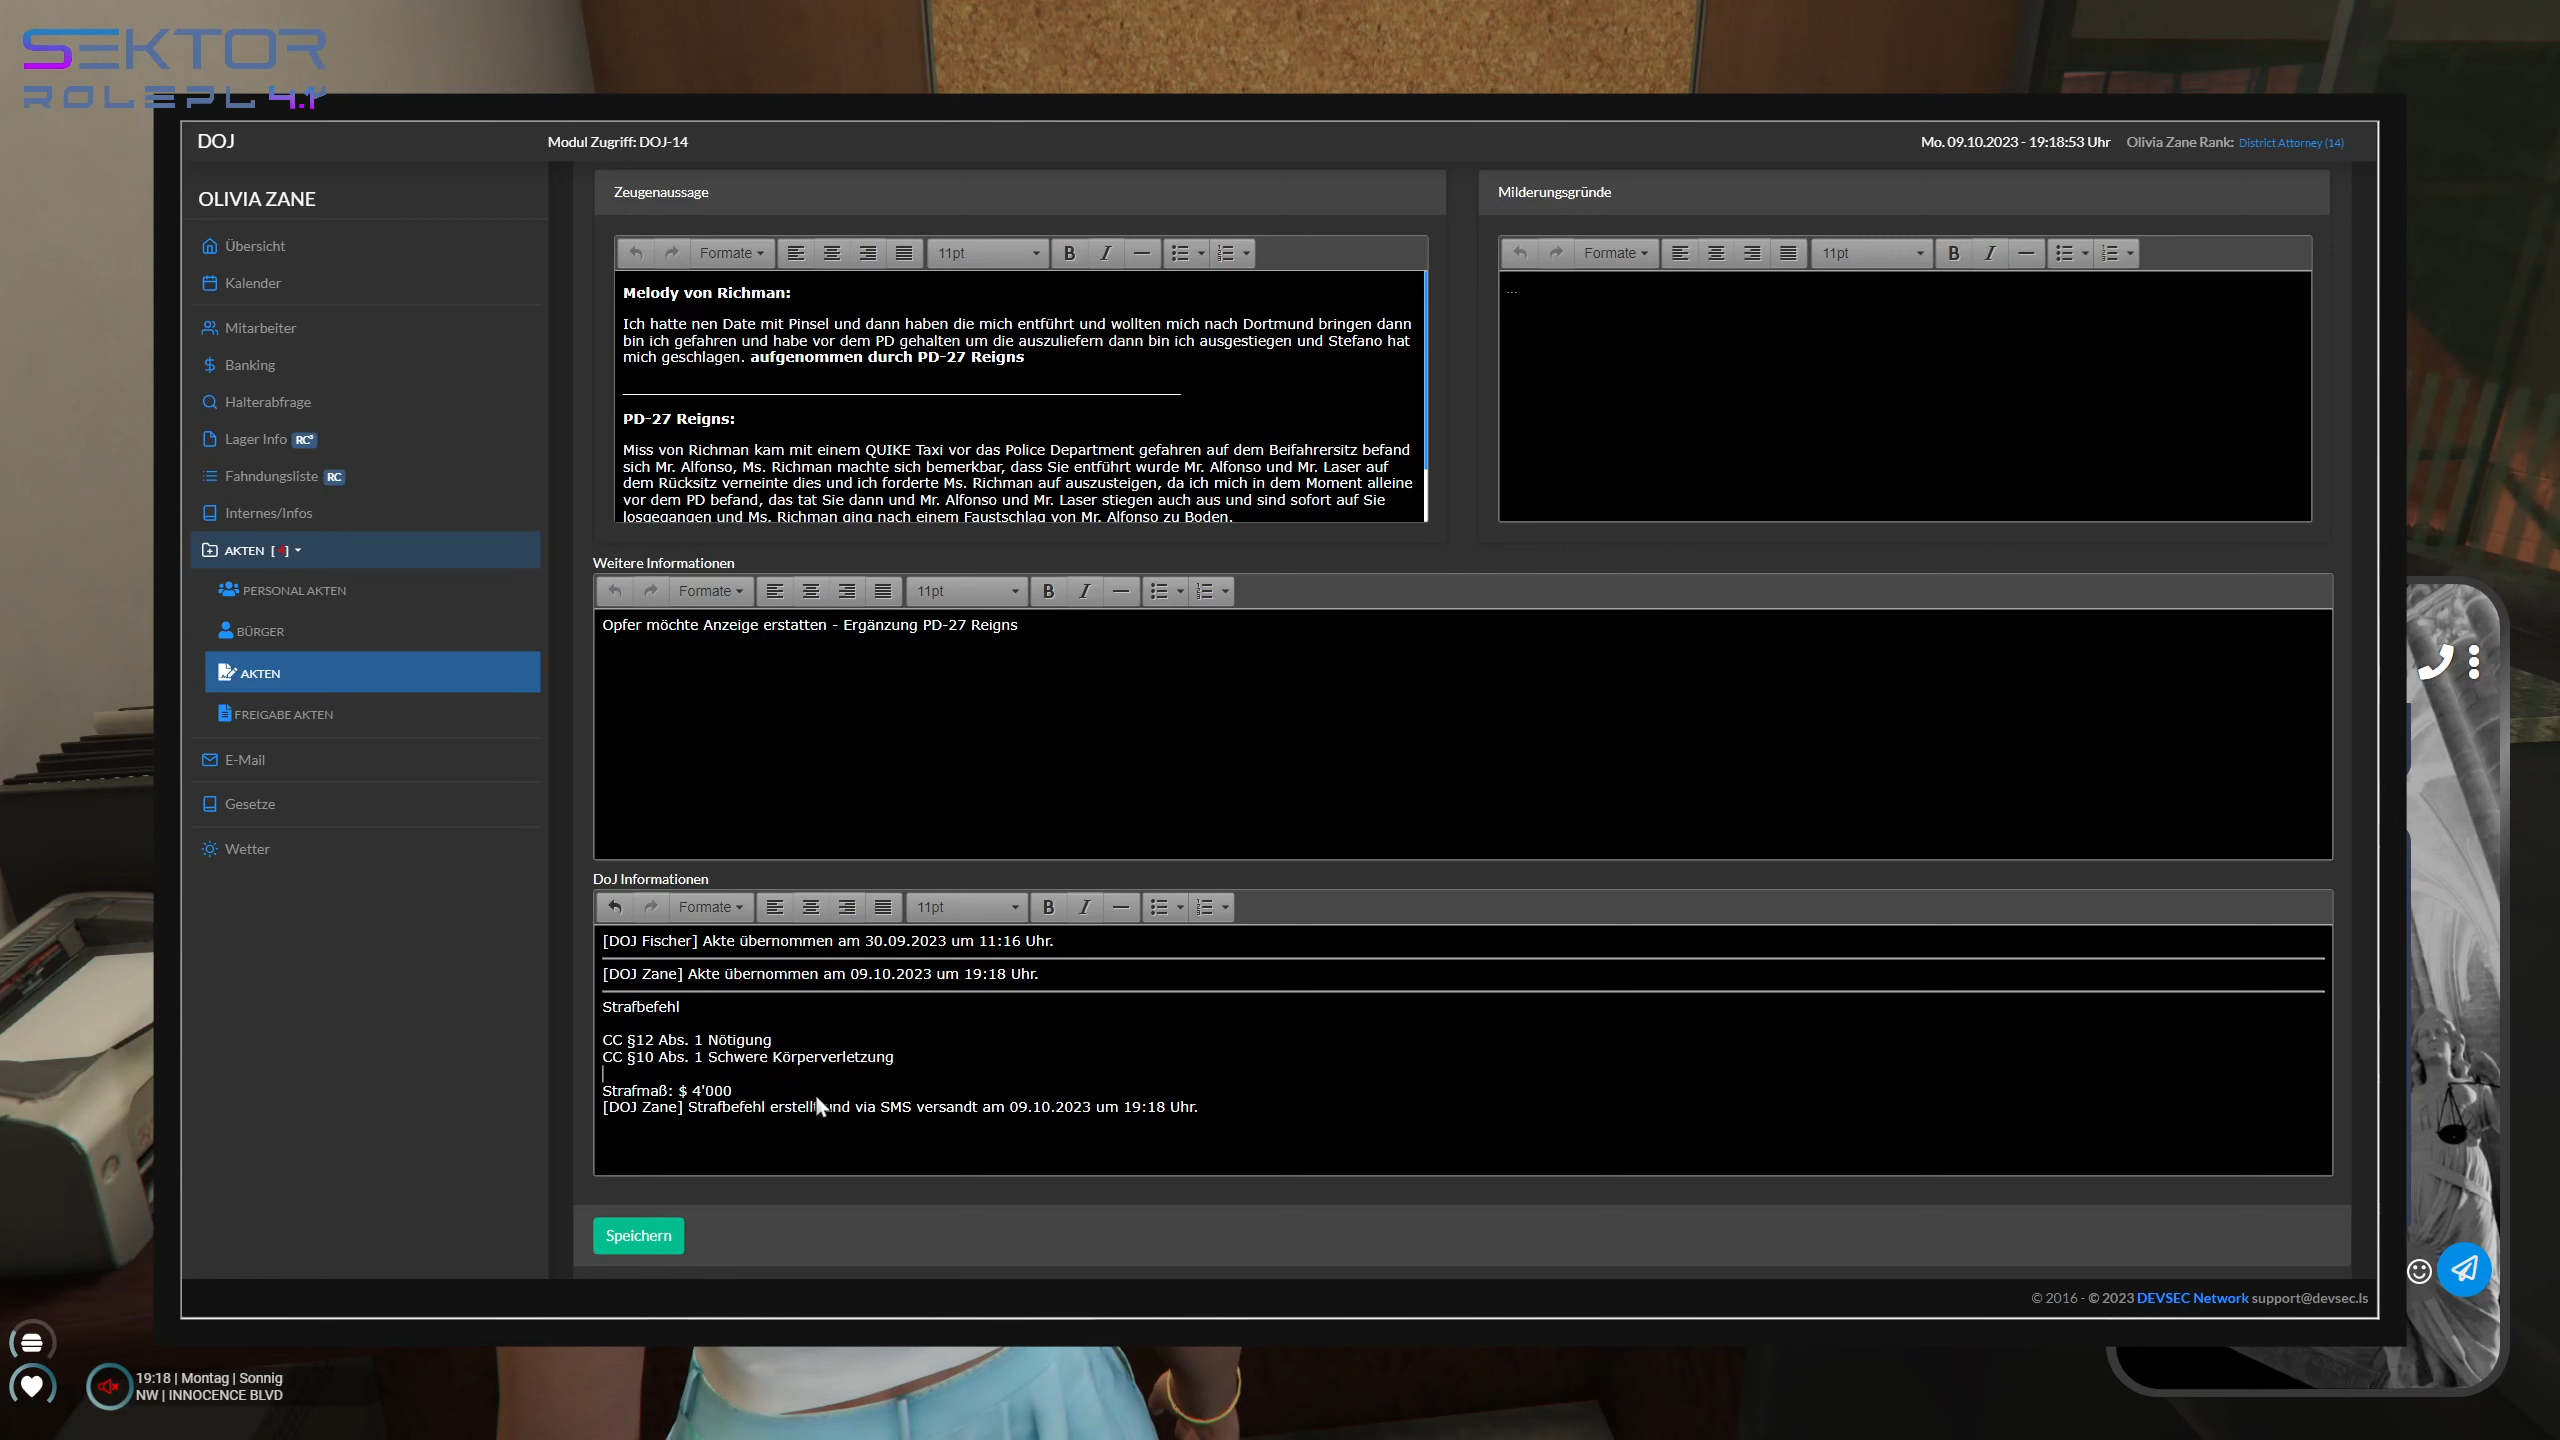 SEKTOR
ROLEPL4.Y
DOJ
Modul Zugriff: DOJ-14
Mo. 09.10.2023 - 19:18:53 Uhr
Olivia Zane Rank: District Attorney (14)
OLIVIA ZANE
Übersicht
Kalender
Mitarbeiter
Banking
Halterabfrage
Lager Info RC³
Fahndungsliste RC
Internes/Infos
AKTEN [ ]
PERSONAL AKTEN
BÜRGER
AKTEN
FREIGABE AKTEN
E-Mail
Gesetze
Wetter
Zeugenaussage
Formate
11pt
B I
Melody von Richman:
Ich hatte nen Date mit Pinsel und dann haben die mich entführt und wollten mich nach Dortmund bringen dann
bin ich gefahren und habe vor dem PD gehalten um die auszuliefern dann bin ich ausgestiegen und Stefano hat
mich geschlagen. aufgenommen durch PD-27 Reigns
PD-27 Reigns:
Miss von Richman kam mit einem QUIKE Taxi vor das Police Department gefahren auf dem Beifahrersitz befand
sich Mr. Alfonso, Ms. Richman machte sich bemerkbar, dass Sie entführt wurde Mr. Alfonso und Mr. Laser auf
dem Rücksitz verneinte dies und ich forderte Ms. Richman auf auszusteigen, da ich mich in dem Moment alleine
vor dem PD befand, das tat Sie dann und Mr. Alfonso und Mr. Laser stiegen auch aus und sind sofort auf Sie
losgegangen und Ms. Richman ging nach einem Faustschlag von Mr. Alfonso zu Boden.
Milderungsgründe
Formate
11pt
B I
...
Weitere Informationen
Formate
11pt
B I
Opfer möchte Anzeige erstatten - Ergänzung PD-27 Reigns
DoJ Informationen
Formate
11pt
B I
[DOJ Fischer] Akte übernommen am 30.09.2023 um 11:16 Uhr.
[DOJ Zane] Akte übernommen am 09.10.2023 um 19:18 Uhr.
Strafbefehl
CC §12 Abs. 1 Nötigung
CC §10 Abs. 1 Schwere Körperverletzung
Strafmaß: $ 4'000
[DOJ Zane] Strafbefehl erstellt und via SMS versandt am 09.10.2023 um 19:18 Uhr.
Speichern
© 2016 - © 2023 DEVSEC Network support@devsec.ls
19:18 | Montag | Sonnig
NW | INNOCENCE BLVD